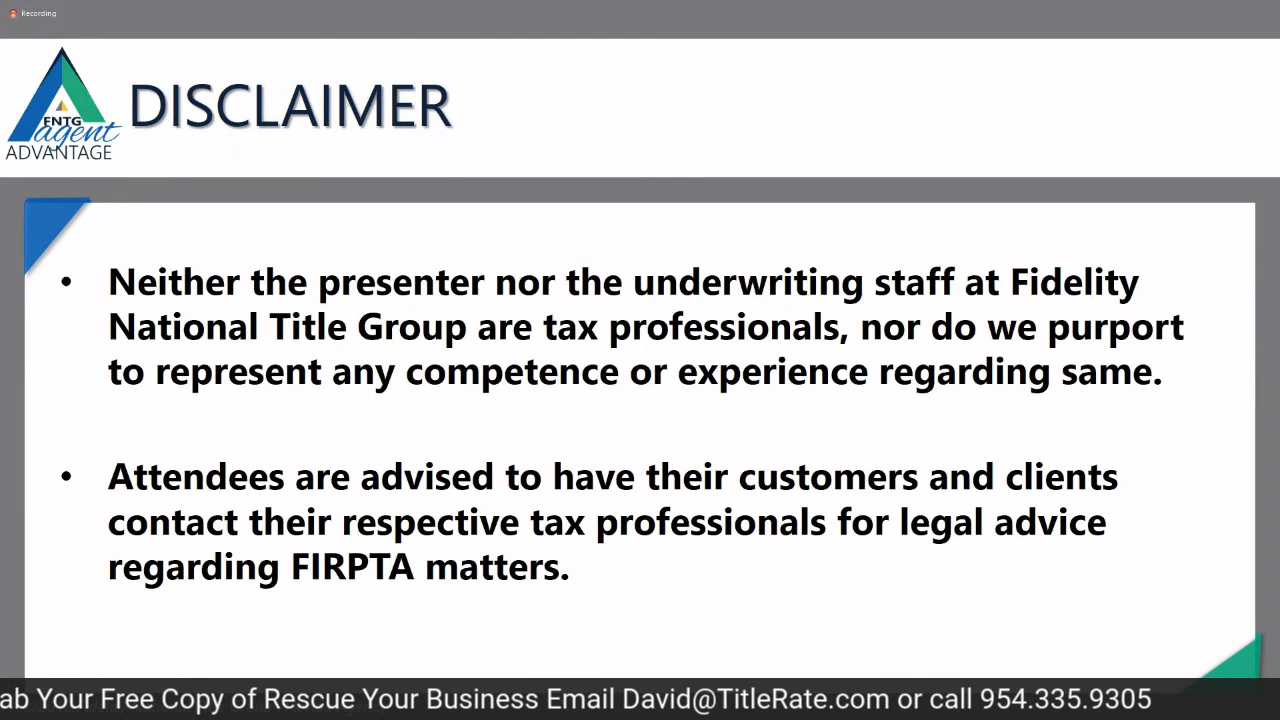 Recording
DISCLAIMER
FNTG
agent
ADVANTAGE
• Neither the presenter nor the underwriting staff at Fidelity
National Title Group are tax professionals, nor do we purport
to represent any competence or experience regarding same.
• Attendees are advised to have their customers and clients
contact their respective tax professionals for legal advice
regarding FIRPTA matters.
ab Your Free Copy of Rescue Your Business Email David@TitleRate.com or call 954.335.9305